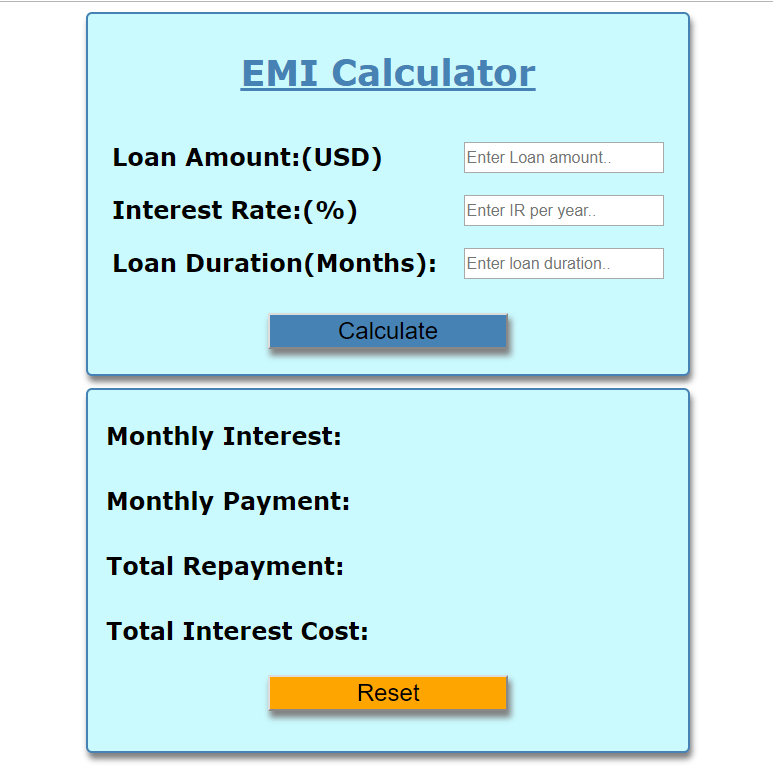 EMI Calculator
Loan Amount:(USD) Enter Loan amount..
Interest Rate:(%) Enter IR per year..
Loan Duration(Months): Enter loan duration..
Calculate
Monthly Interest:
Monthly Payment:
Total Repayment:
Total Interest Cost:
Reset